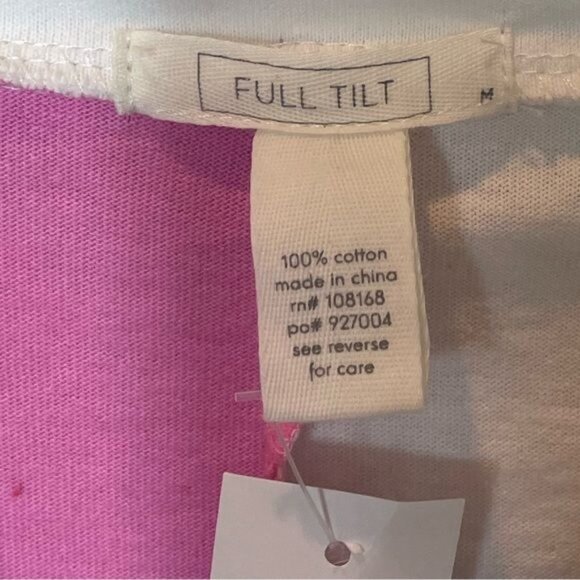 FULL TILT
M
100% cotton
made in china
rn# 108168
po# 927004
see reverse
for care